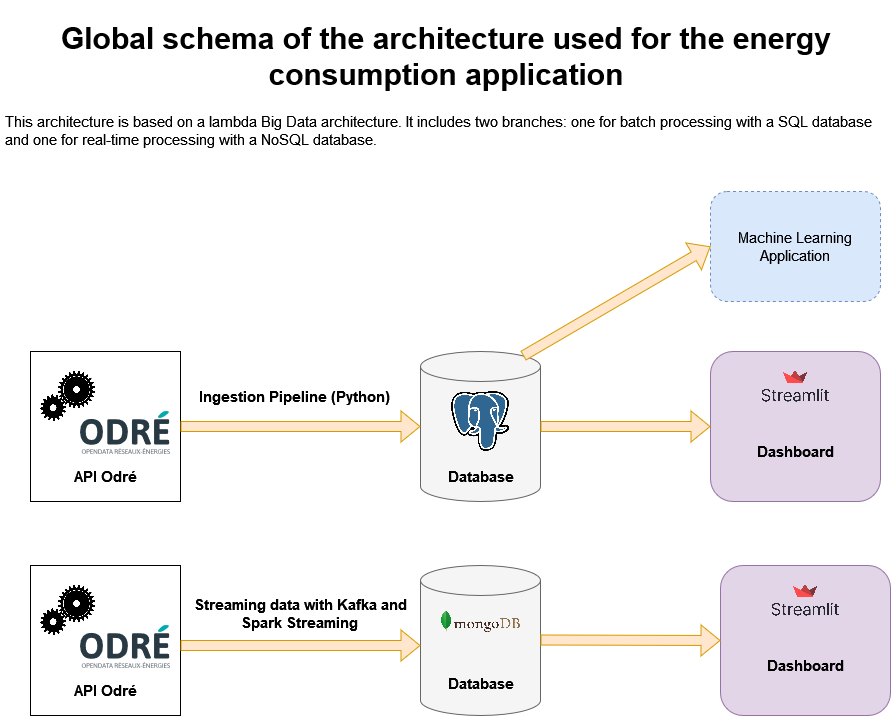 Global schema of the architecture used for the energy
consumption application
This architecture is based on a lambda Big Data architecture. It includes two branches: one for batch processing with a SQL database
and one for real-time processing with a NoSQL database.
Machine Learning
Application
ODRÉ
OPENDATA RÉSEAUX-ÉNERGIES
API Odré
Ingestion Pipeline (Python)
Database
Streamlit
Dashboard
ODRÉ
OPENDATA RÉSEAUX-ÉNERGIES
API Odré
Streaming data with Kafka and
Spark Streaming
mongoDB
Database
Streamlit
Dashboard